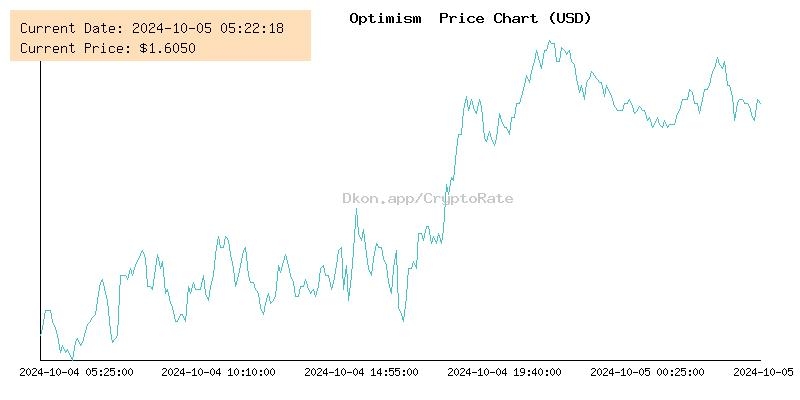 Optimism  Price Chart (USD)
Current Date: 2024-10-05 05:22:18
Current Price: $1.6050
Dkon.app/CryptoRate
2024-10-04 05:25:00 2024-10-04 10:10:00 2024-10-04 14:55:00 2024-10-04 19:40:00 2024-10-05 00:25:00 2024-10-05